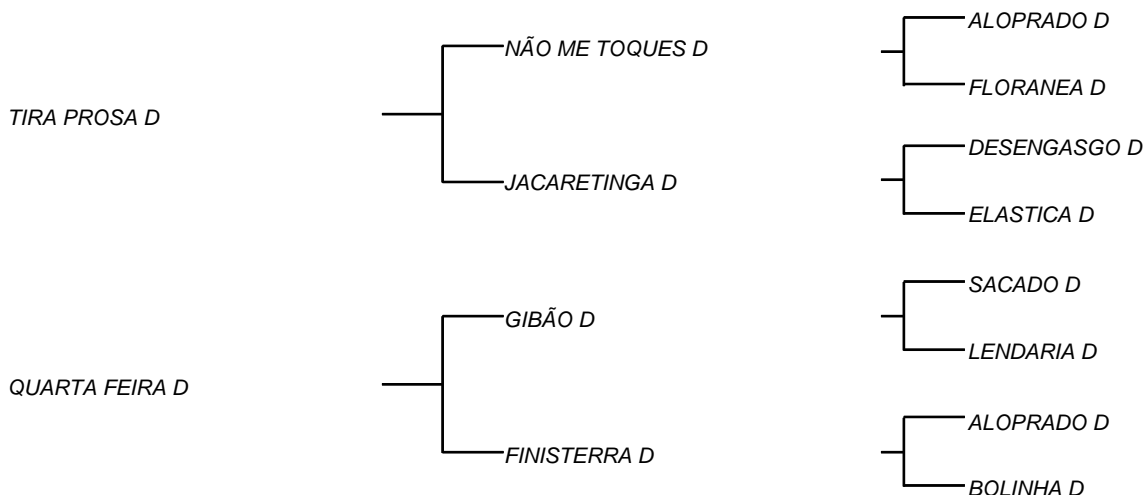 ALOPRADO D
NÃO ME TOQUES D
FLORANEA D
TIRA PROSA D
DESENGASGO D
JACARETINGA D
ELASTICA D
SACADO D
GIBÃO D
LENDARIA D
QUARTA FEIRA D
ALOPRADO D
FINISTERRA D
BOLINHA D